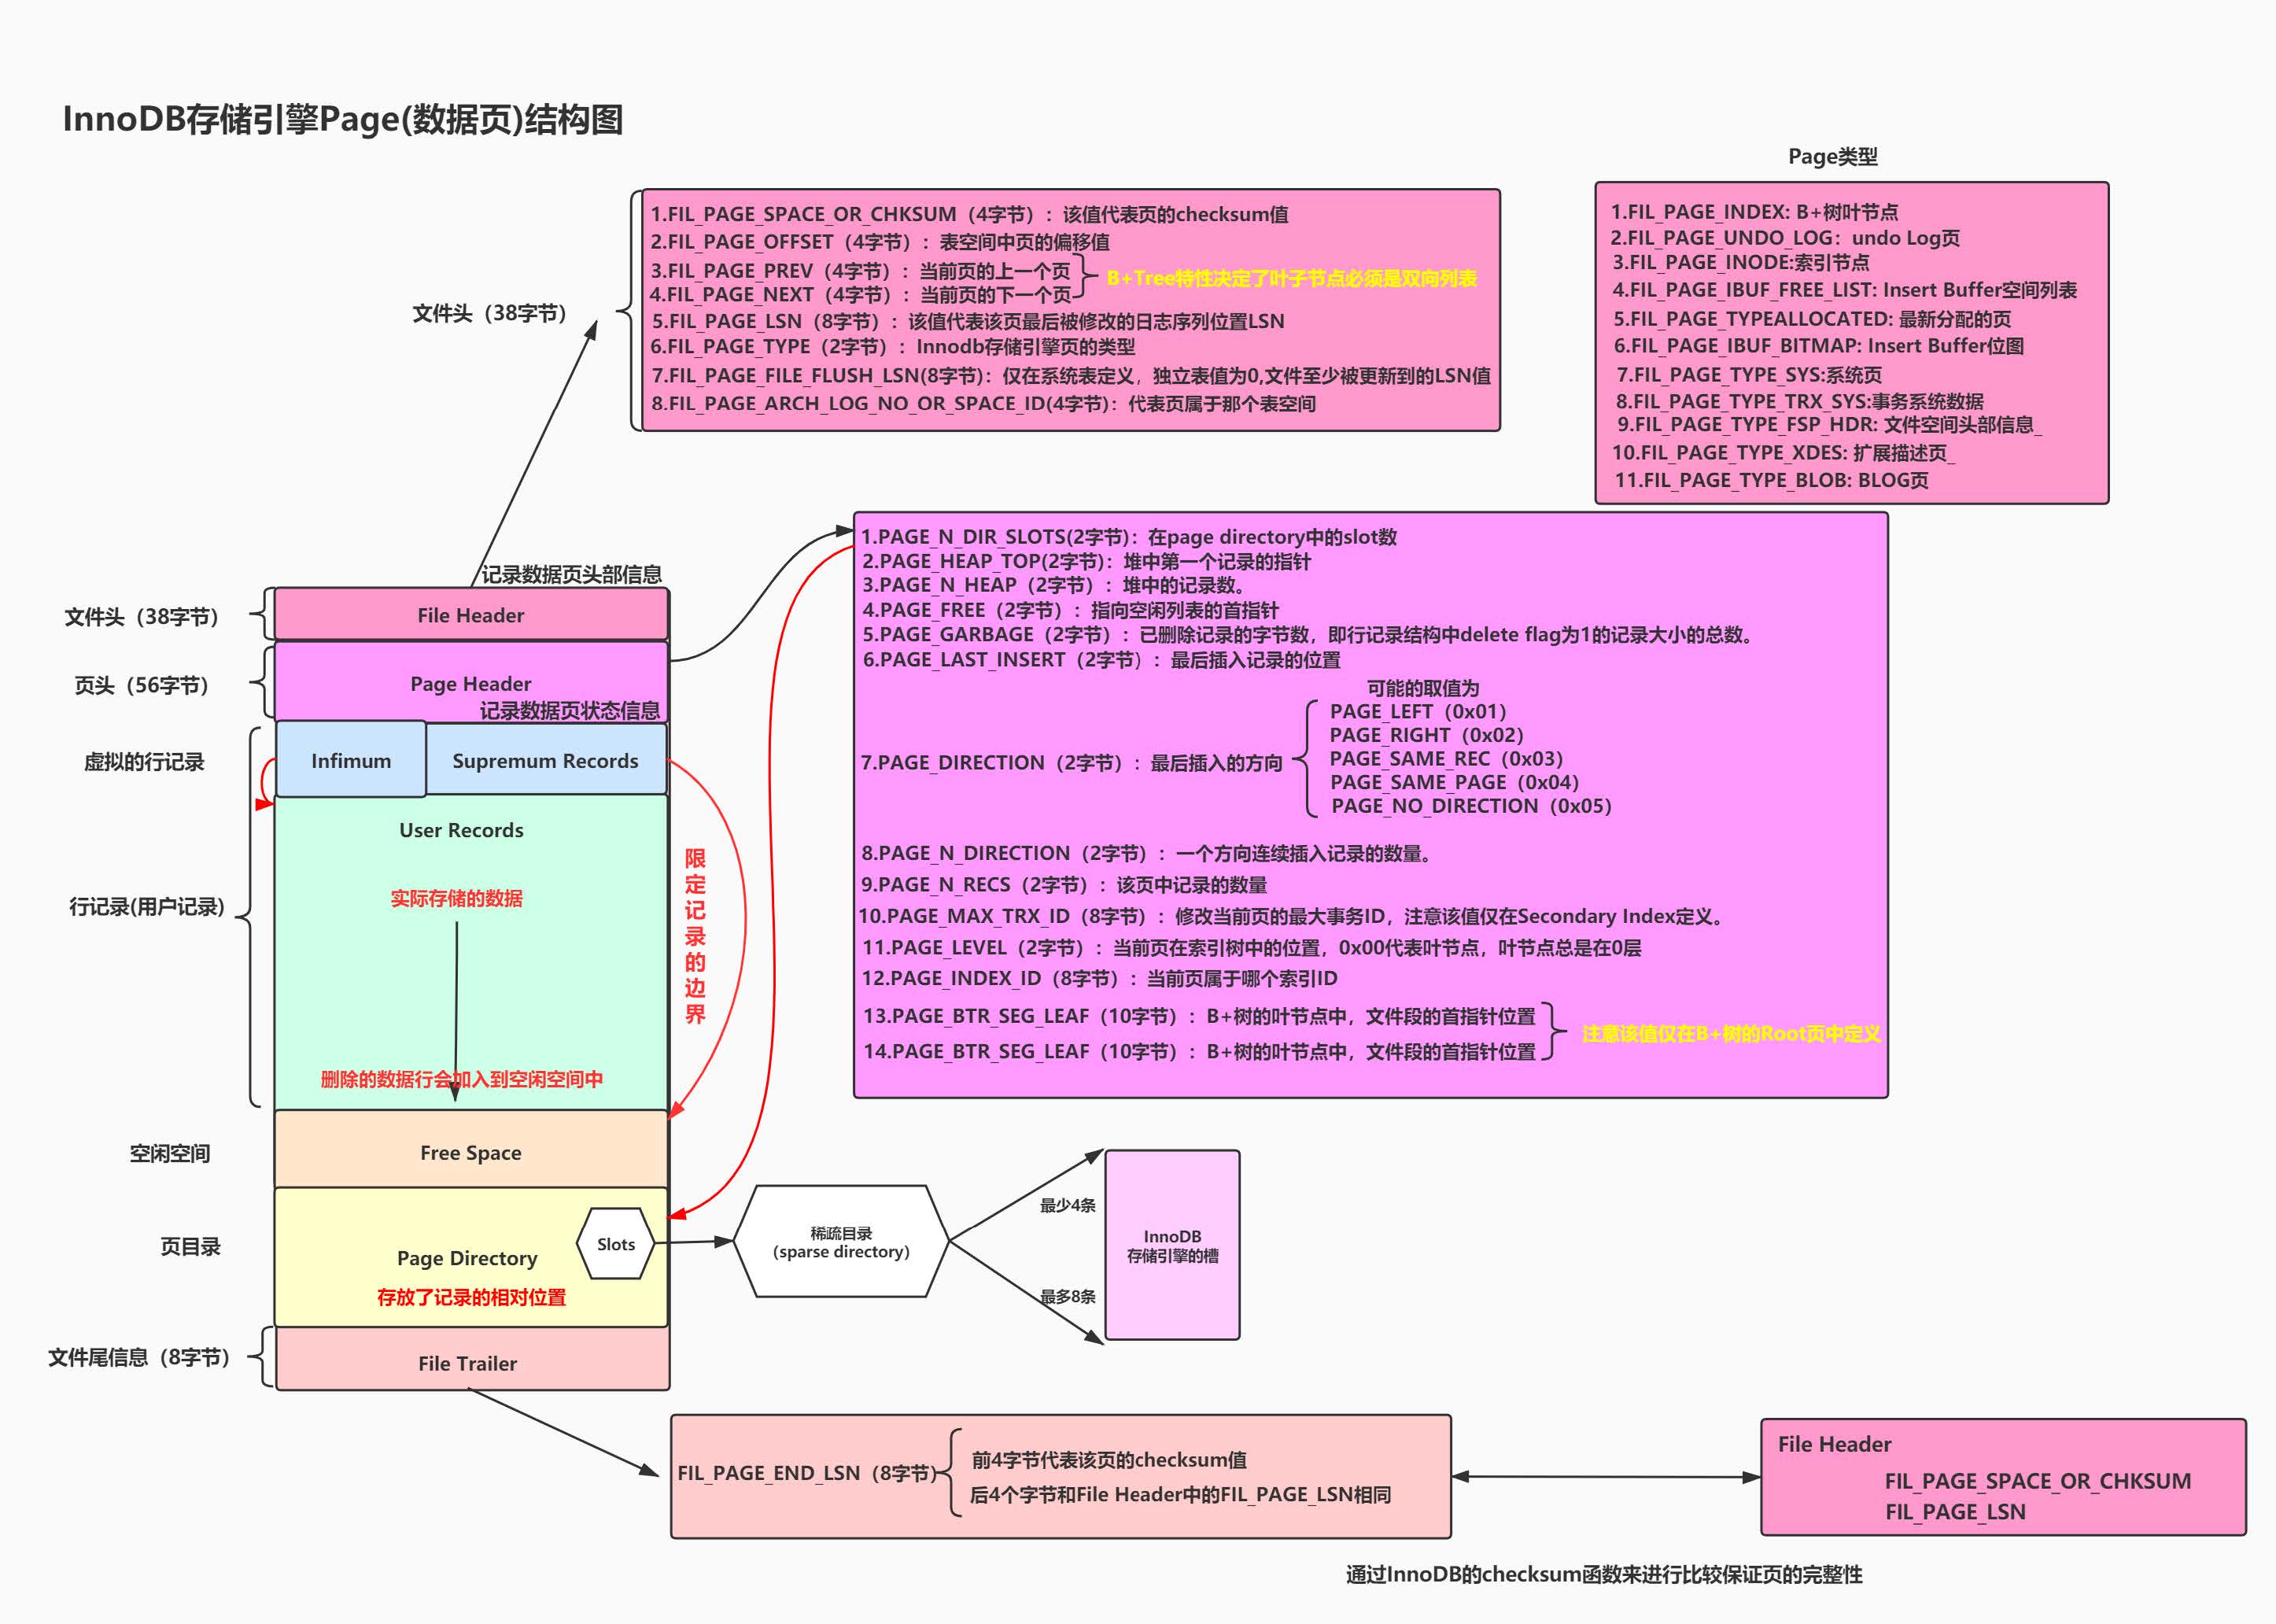 InnoDB存储引擎Page(数据页)结构图
Page类型
1.FIL_PAGE_SPACE_OR_CHKSUM（4字节）：该值代表页的checksum值
2.FIL_PAGE_OFFSET（4字节）：表空间中页的偏移值
3.FIL_PAGE_PREV（4字节）：当前页的上一个页
4.FIL_PAGE_NEXT（4字节）：当前页的下一个页
B+Tree特性决定了叶子节点必须是双向列表
5.FIL_PAGE_LSN（8字节）：该值代表该页最后被修改的日志序列位置LSN
6.FIL_PAGE_TYPE（2字节）：Innodb存储引擎页的类型
7.FIL_PAGE_FILE_FLUSH_LSN(8字节)：仅在系统表定义，独立表值为0,文件至少被更新到的LSN值
8.FIL_PAGE_ARCH_LOG_NO_OR_SPACE_ID(4字节)：代表页属于那个表空间
文件头（38字节）
1.FIL_PAGE_INDEX: B+树叶节点
2.FIL_PAGE_UNDO_LOG：undo Log页
3.FIL_PAGE_INODE:索引节点
4.FIL_PAGE_IBUF_FREE_LIST: Insert Buffer空间列表
5.FIL_PAGE_TYPEALLOCATED: 最新分配的页
6.FIL_PAGE_IBUF_BITMAP: Insert Buffer位图
7.FIL_PAGE_TYPE_SYS:系统页
8.FIL_PAGE_TYPE_TRX_SYS:事务系统数据
9.FIL_PAGE_TYPE_FSP_HDR: 文件空间头部信息_
10.FIL_PAGE_TYPE_XDES: 扩展描述页_
11.FIL_PAGE_TYPE_BLOB: BLOG页
记录数据页头部信息
文件头（38字节）
File Header
页头（56字节）
Page Header
记录数据页状态信息
虚拟的行记录
Infimum
Supremum Records
User Records
实际存储的数据
行记录(用户记录)
删除的数据行会加入到空闲空间中
限定记录的边界
空闲空间
Free Space
页目录
Page Directory
存放了记录的相对位置
Slots
文件尾信息（8字节）
File Trailer
1.PAGE_N_DIR_SLOTS(2字节)：在page directory中的slot数
2.PAGE_HEAP_TOP(2字节)：堆中第一个记录的指针
3.PAGE_N_HEAP（2字节）：堆中的记录数。
4.PAGE_FREE（2字节）：指向空闲列表的首指针
5.PAGE_GARBAGE（2字节）：已删除记录的字节数，即行记录结构中delete flag为1的记录大小的总数。
6.PAGE_LAST_INSERT（2字节）：最后插入记录的位置
7.PAGE_DIRECTION（2字节）：最后插入的方向
可能的取值为
PAGE_LEFT（0x01）
PAGE_RIGHT（0x02）
PAGE_SAME_REC（0x03）
PAGE_SAME_PAGE（0x04）
PAGE_NO_DIRECTION（0x05）
8.PAGE_N_DIRECTION（2字节）：一个方向连续插入记录的数量。
9.PAGE_N_RECS（2字节）：该页中记录的数量
10.PAGE_MAX_TRX_ID（8字节）：修改当前页的最大事务ID，注意该值仅在Secondary Index定义。
11.PAGE_LEVEL（2字节）：当前页在索引树中的位置，0x00代表叶节点，叶节点总是在0层
12.PAGE_INDEX_ID（8字节）：当前页属于哪个索引ID
13.PAGE_BTR_SEG_LEAF（10字节）：B+树的叶节点中，文件段的首指针位置
14.PAGE_BTR_SEG_LEAF（10字节）：B+树的叶节点中，文件段的首指针位置
注意该值仅在B+树的Root页中定义
稀疏目录
（sparse directory）
最少4条
最多8条
InnoDB
存储引擎的槽
FIL_PAGE_END_LSN（8字节）
前4字节代表该页的checksum值
后4个字节和File Header中的FIL_PAGE_LSN相同
File Header
FIL_PAGE_SPACE_OR_CHKSUM
FIL_PAGE_LSN
通过InnoDB的checksum函数来进行比较保证页的完整性